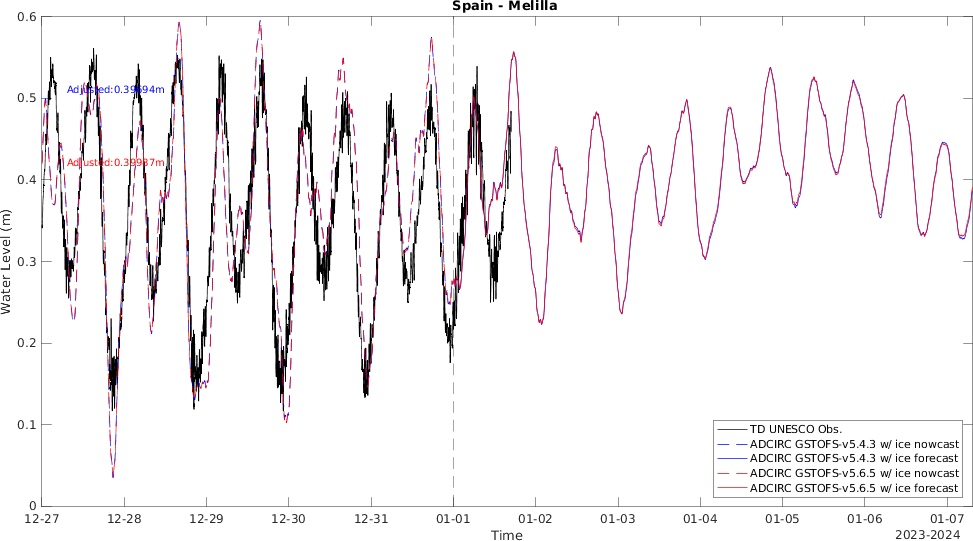 Spain - Melilla
0.6
0.5
0.4
0.3
0.2
0.1
0
Water Level (m)
Adjusted:0.39694m
Adjusted:0.39937m
TD UNESCO Obs.
ADCIRC GSTOFS-v5.4.3 w/ ice nowcast
ADCIRC GSTOFS-v5.4.3 w/ ice forecast
ADCIRC GSTOFS-v5.6.5 w/ ice nowcast
ADCIRC GSTOFS-v5.6.5 w/ ice forecast
12-27 12-28 12-29 12-30 12-31 01-01 01-02 01-03 01-04 01-05 01-06 01-07
Time
2023-2024